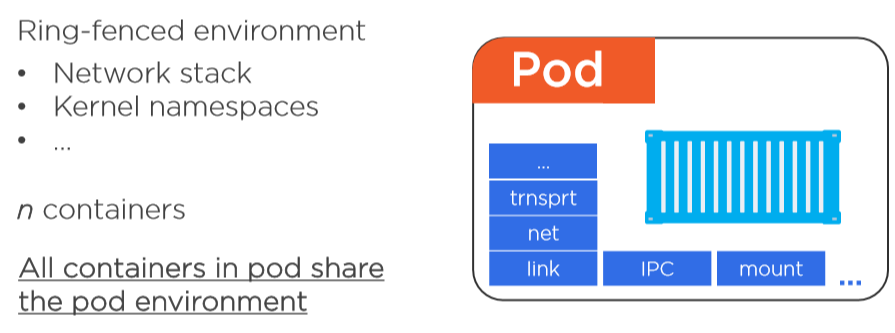 Ring-fenced environment
• Network stack
• Kernel namespaces
• ...
n containers
All containers in pod share
the pod environment
Pod
...
trnsprt
net
link
IPC
mount
...